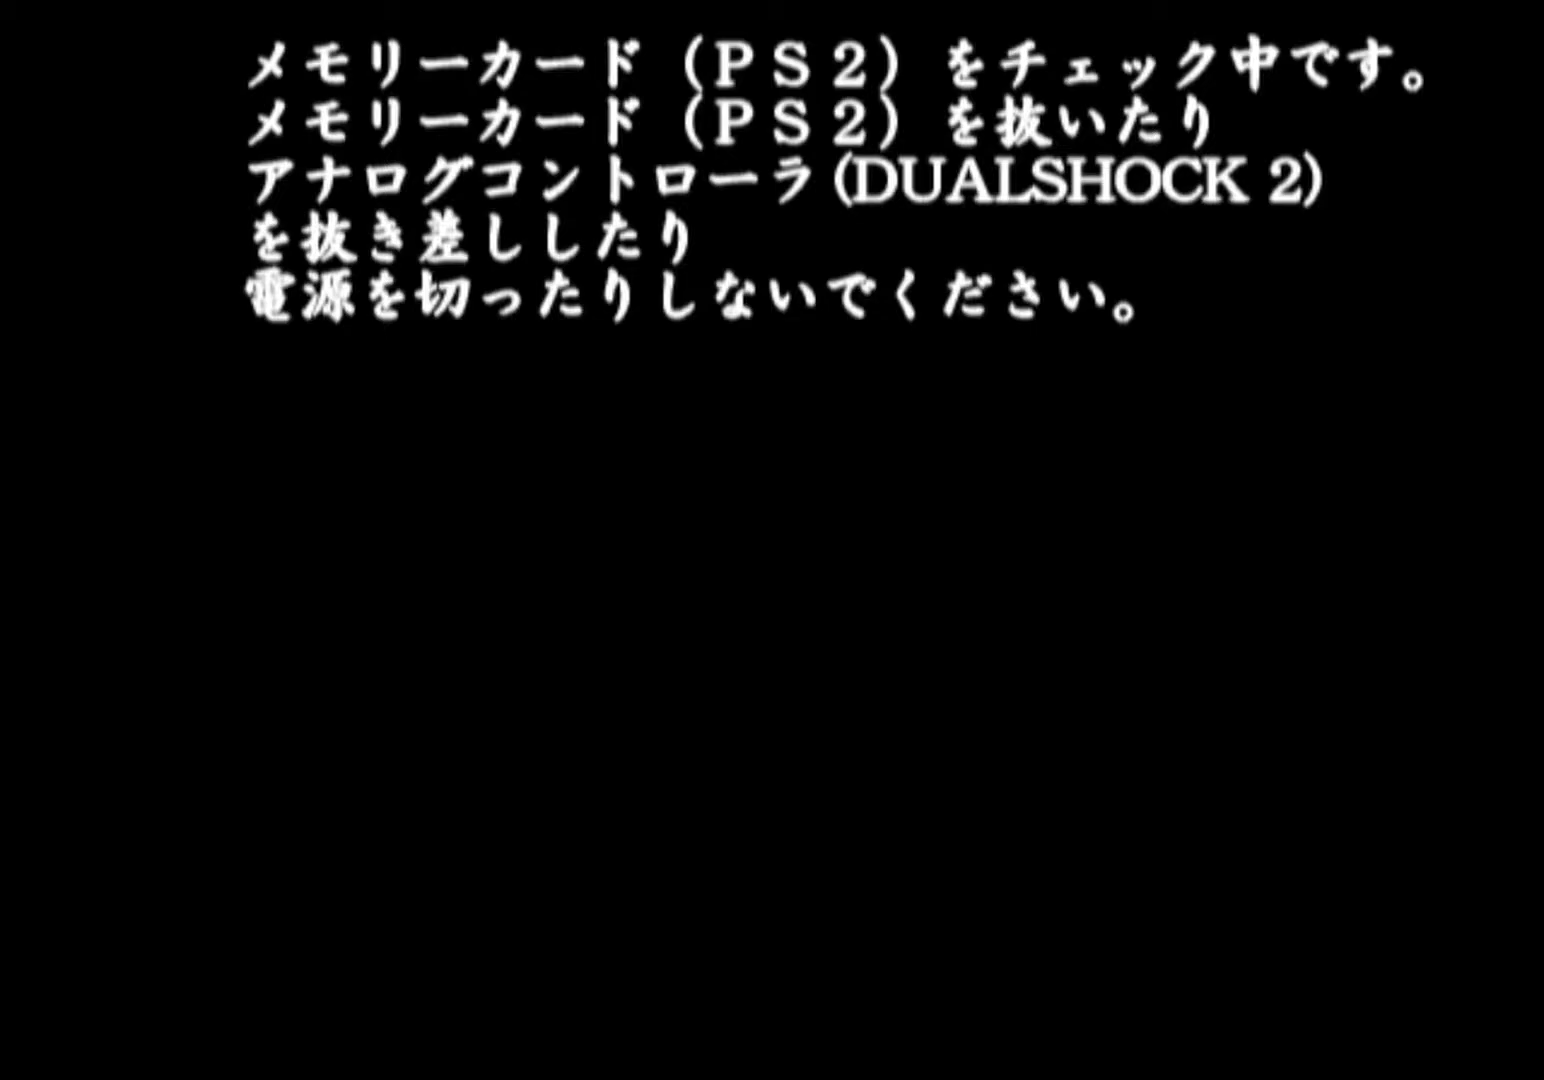 メモリーカード（ＰＳ２）をチェック中です。
メモリーカード（ＰＳ２）を抜いたり
アナログコントローラ(DUALSHOCK 2)
を抜き差ししたり
電源を切ったりしないでください。